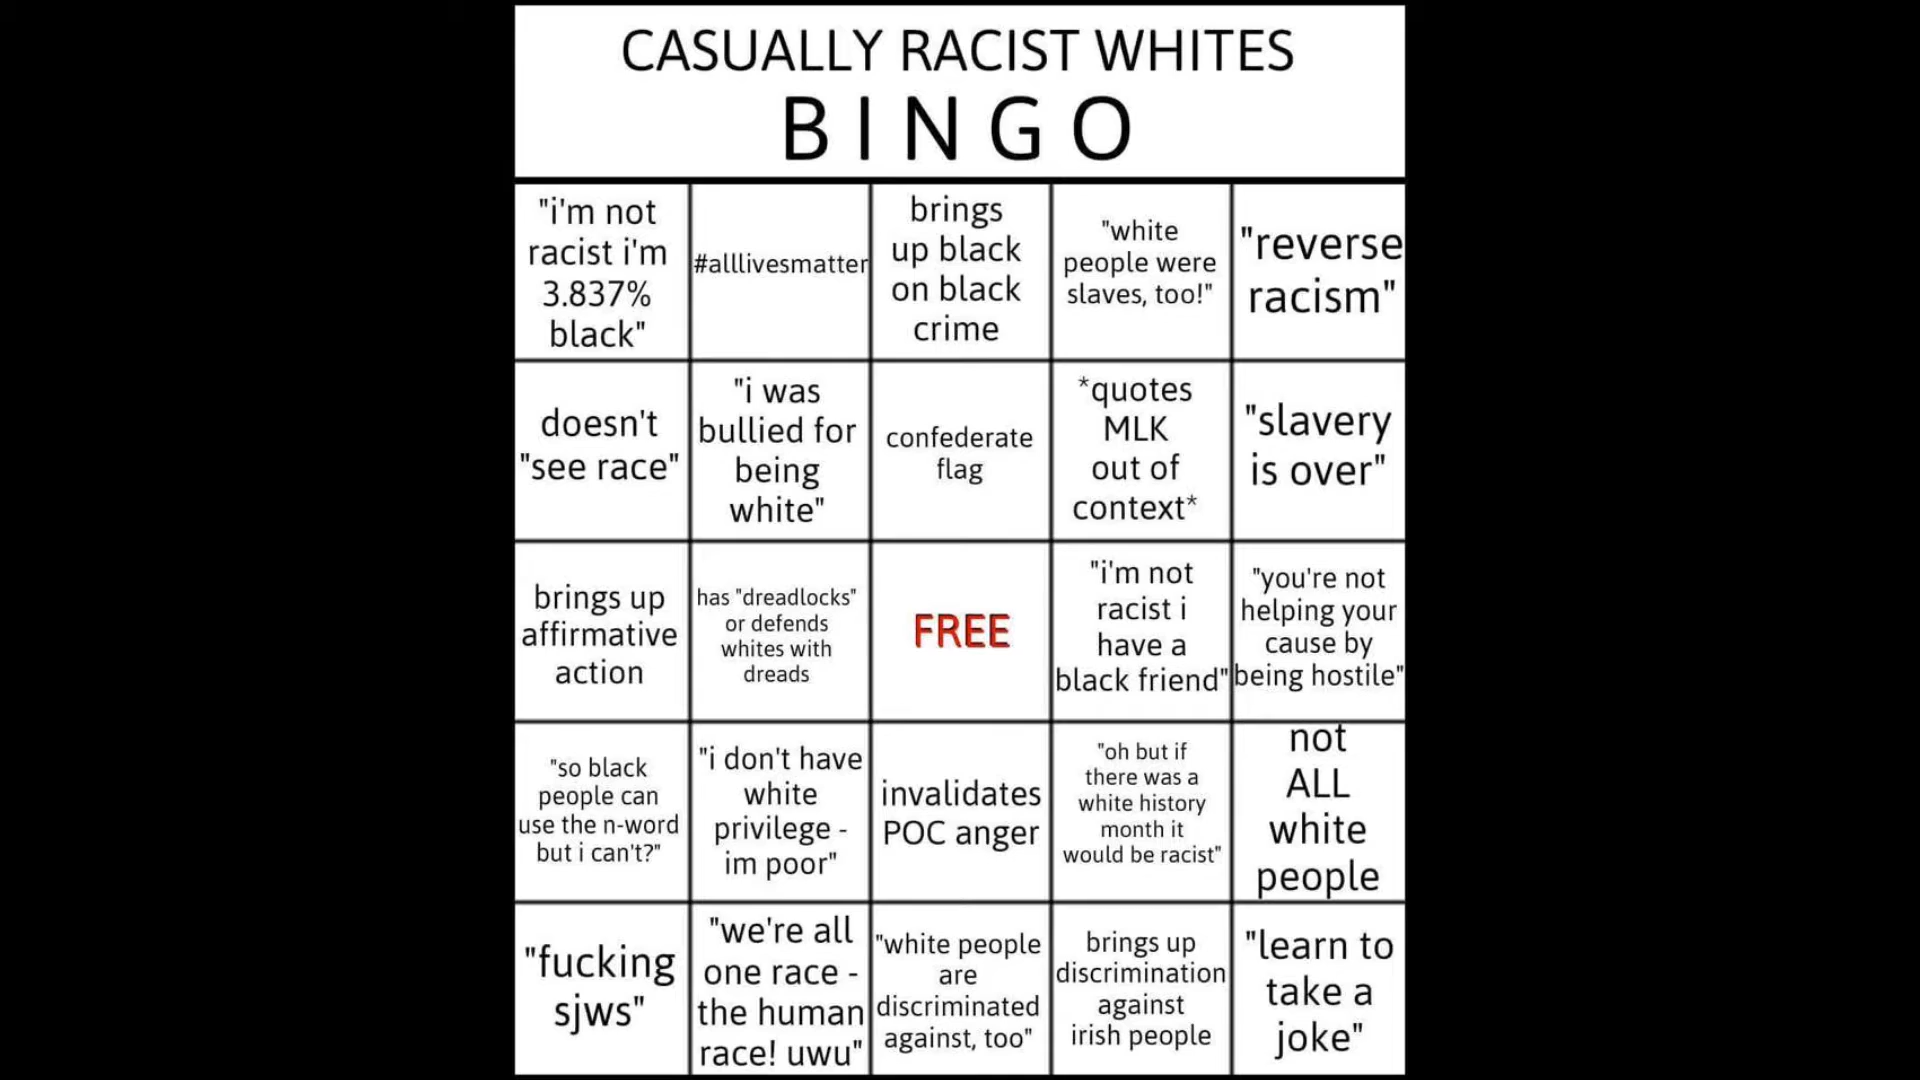 CASUALLY RACIST WHITES
BINGO
"i'm not
racist i'm
3.837%
black"
#alllivesmatter
brings
up black
on black
crime
"white
people were
slaves, too!"
"reverse
racism"
doesn't
"see race"
"i was
bullied for
being
white"
confederate
flag
*quotes
MLK
out of
context*
"slavery
is over"
brings up
affirmative
action
has "dreadlocks"
or defends
whites with
dreads
FREE
"i'm not
racist i
have a
black friend"
"you're not
helping your
cause by
being hostile"
"so black
people can
use the n-word
but i can't?"
"i don't have
white
privilege -
im poor"
invalidates
POC anger
"oh but if
there was a
white history
month it
would be racist"
not
ALL
white
people
"fucking
sjws"
"we're all
one race -
the human
race! uwu"
"white people
are
discriminated
against, too"
brings up
discrimination
against
irish people
"learn to
take a
joke"